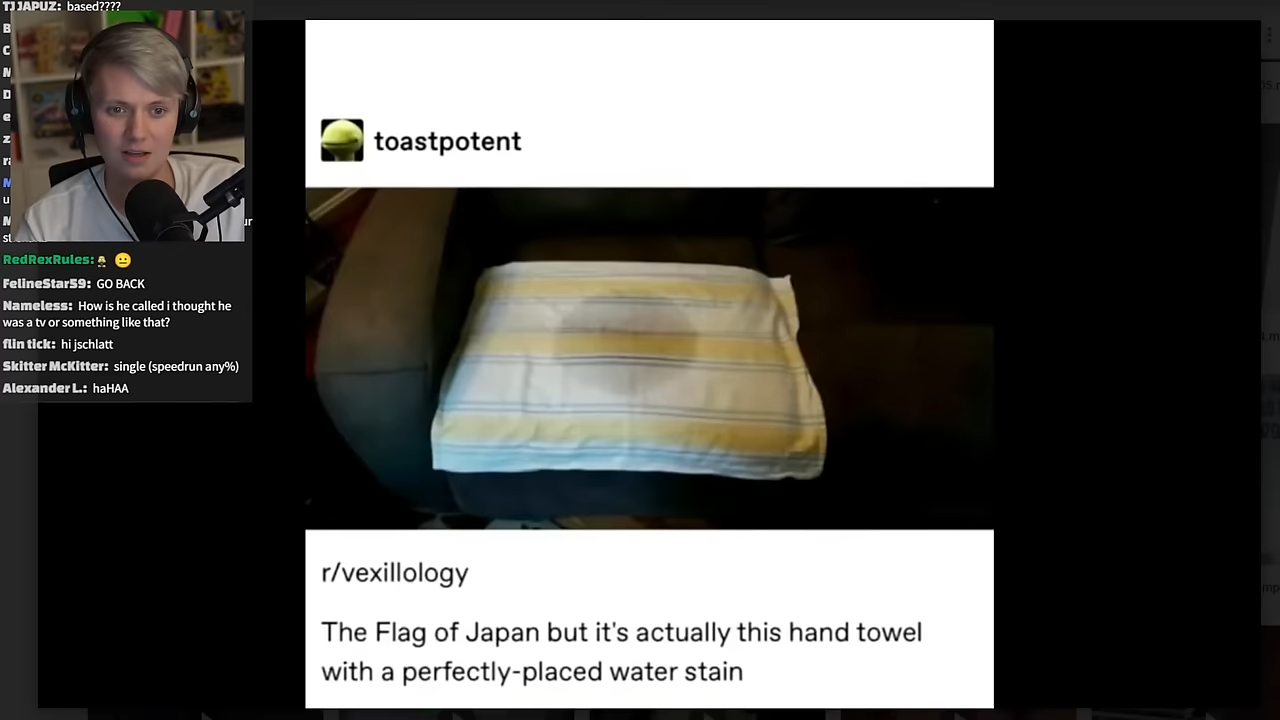 TJ JAPUZ: based????
RedRexRules:
FelineStar59: GO BACK
Nameless: How is he called i thought he
was a tv or something like that?
flin tick: hi jschlatt
Skitter McKitter: single (speedrun any%)
Alexander L.: haHAA
toastpotent
r/vexillology
The Flag of Japan but it's actually this hand towel
with a perfectly-placed water stain